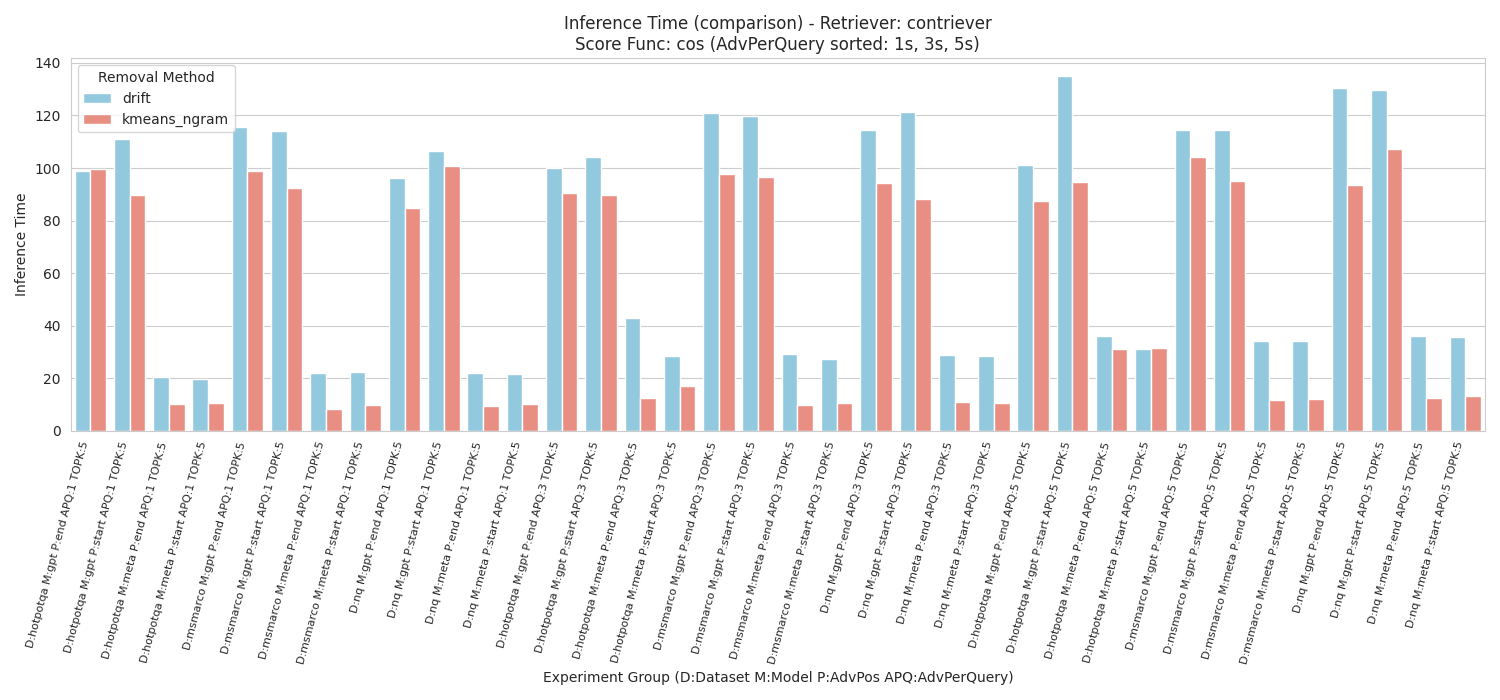 Inference Time (comparison) - Retriever: contriever
Score Func: cos (AdvPerQuery sorted: 1s, 3s, 5s)
Removal Method
drift
kmeans_ngram
Inference Time
140
120
100
80
60
40
20
0
D:hotpotqa M:gpt P:end APQ:1 TOPK:5
D:hotpotqa M:gpt P:start APQ:1 TOPK:5
D:hotpotqa M:meta P:end APQ:1 TOPK:5
D:hotpotqa M:meta P:start APQ:1 TOPK:5
D:msmarco M:gpt P:end APQ:1 TOPK:5
D:msmarco M:gpt P:start APQ:1 TOPK:5
D:msmarco M:meta P:end APQ:1 TOPK:5
D:msmarco M:meta P:start APQ:1 TOPK:5
D:nq M:gpt P:end APQ:1 TOPK:5
D:nq M:gpt P:start APQ:1 TOPK:5
D:nq M:meta P:end APQ:1 TOPK:5
D:nq M:meta P:start APQ:1 TOPK:5
D:hotpotqa M:gpt P:end APQ:3 TOPK:5
D:hotpotqa M:gpt P:start APQ:3 TOPK:5
D:hotpotqa M:meta P:end APQ:3 TOPK:5
D:hotpotqa M:meta P:start APQ:3 TOPK:5
D:msmarco M:gpt P:end APQ:3 TOPK:5
D:msmarco M:gpt P:start APQ:3 TOPK:5
D:msmarco M:meta P:end APQ:3 TOPK:5
D:msmarco M:meta P:start APQ:3 TOPK:5
D:nq M:gpt P:end APQ:3 TOPK:5
D:nq M:gpt P:start APQ:3 TOPK:5
D:nq M:meta P:end APQ:3 TOPK:5
D:nq M:meta P:start APQ:3 TOPK:5
D:hotpotqa M:gpt P:end APQ:5 TOPK:5
D:hotpotqa M:gpt P:start APQ:5 TOPK:5
D:hotpotqa M:meta P:end APQ:5 TOPK:5
D:hotpotqa M:meta P:start APQ:5 TOPK:5
D:msmarco M:gpt P:end APQ:5 TOPK:5
D:msmarco M:gpt P:start APQ:5 TOPK:5
D:msmarco M:meta P:end APQ:5 TOPK:5
D:msmarco M:meta P:start APQ:5 TOPK:5
D:nq M:gpt P:end APQ:5 TOPK:5
D:nq M:gpt P:start APQ:5 TOPK:5
D:nq M:meta P:end APQ:5 TOPK:5
D:nq M:meta P:start APQ:5 TOPK:5
Experiment Group (D:Dataset M:Model P:AdvPos APQ:AdvPerQuery)